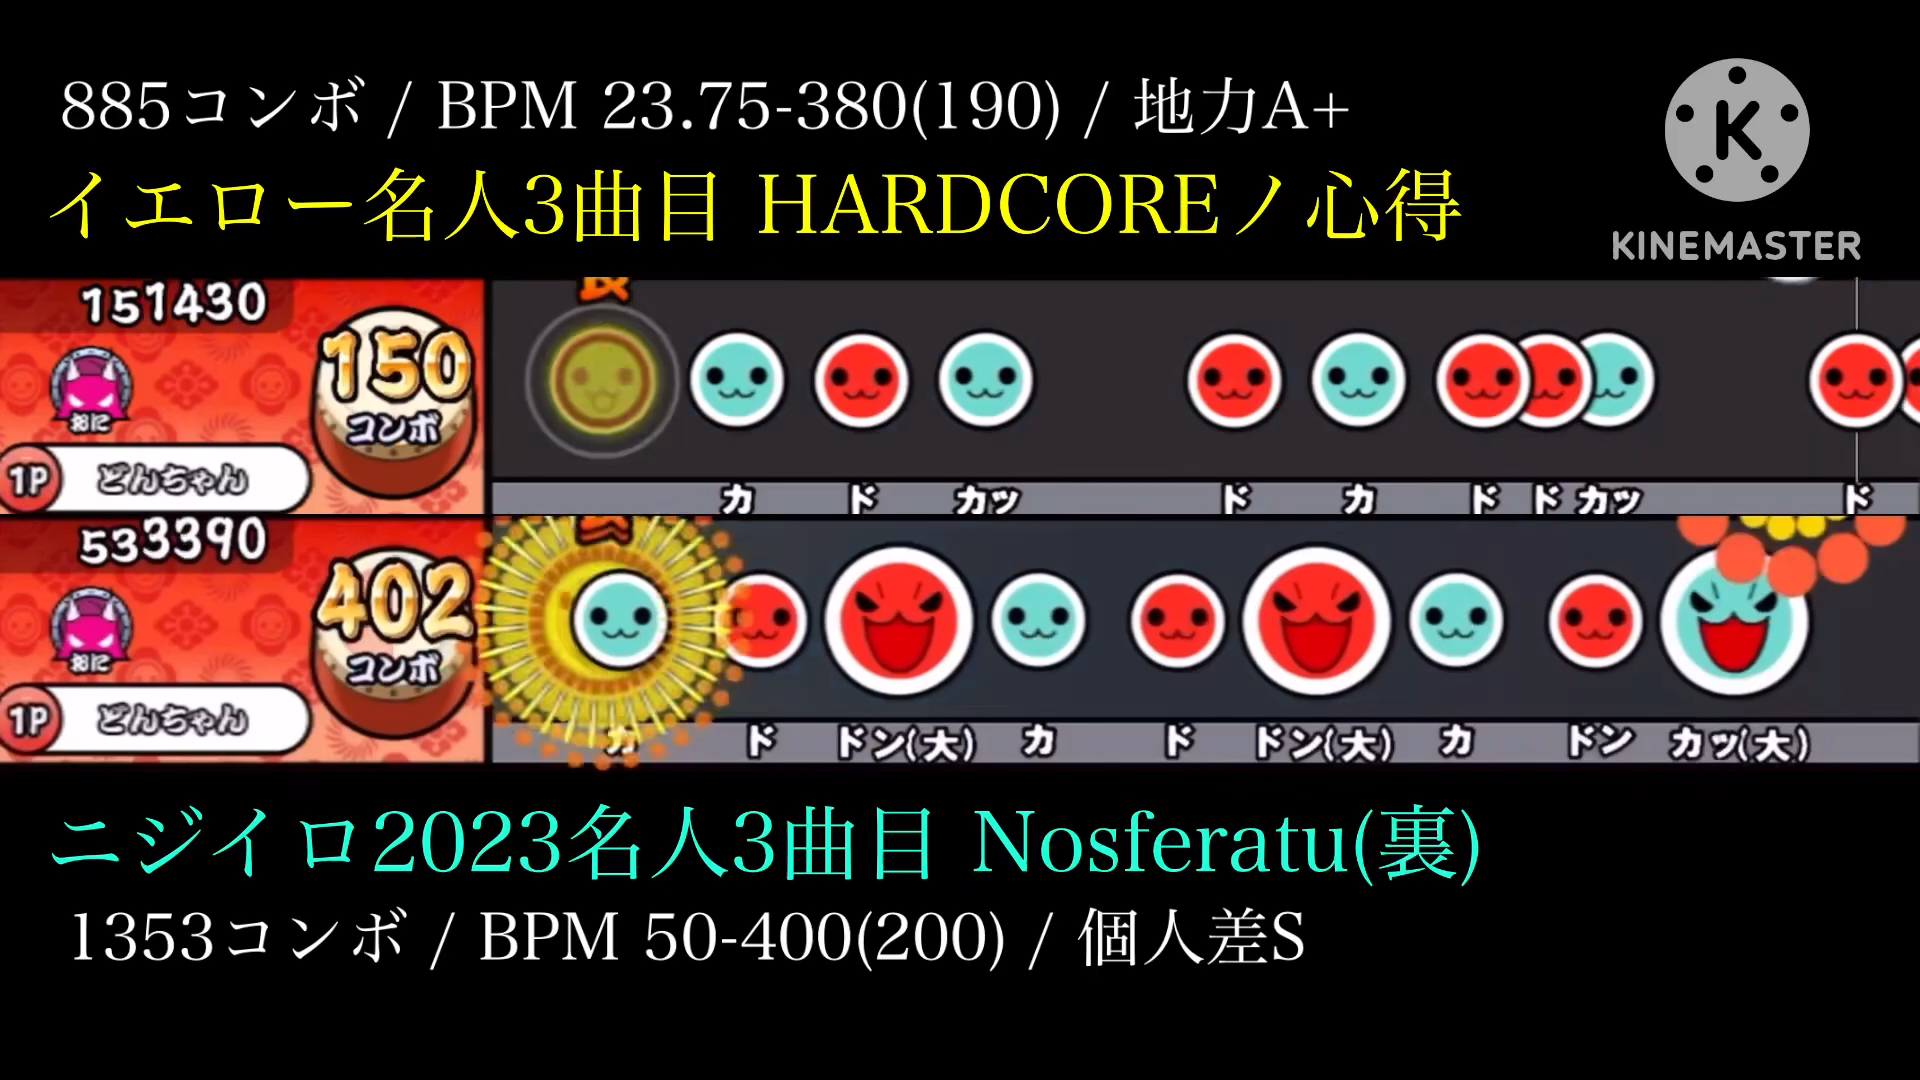 885コンボ / BPM 23.75-380(190) / 地力A+
イエロー名人3曲目 HARDCOREノ心得
K
KINEMASTER
151430
良
150
コンボ
おに
1P どんちゃん
カ ド カッ ド カ ド ド カッ ド
533390
402
コンボ
おに
1P どんちゃん
カ ド ドン(大) カ ド ドン(大) カ ドン カッ(大)
ニジイロ2023名人3曲目 Nosferatu(裏)
1353コンボ / BPM 50-400(200) / 個人差S